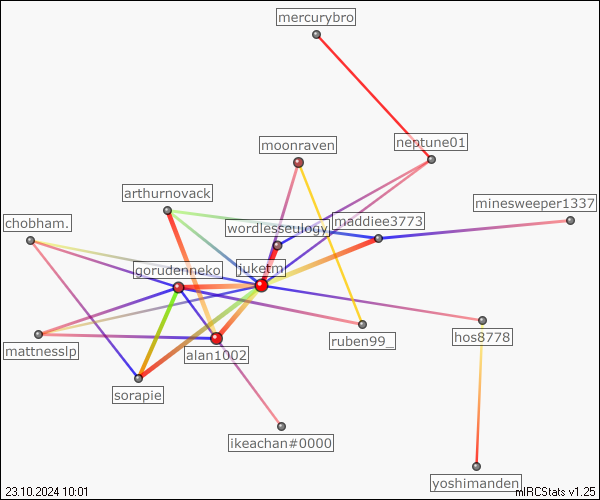 mercurybro
neptune01
moonraven
arthurnovack
minesweeper1337
chobham.
wordlesseulogy
maddiee3773
gorudenneko
juketm
mattnesslp
alan1002
ruben99_
hos8778
sorapie
ikeachan#0000
yoshimanden
23.10.2024 10:01
mIRCStats v1.25